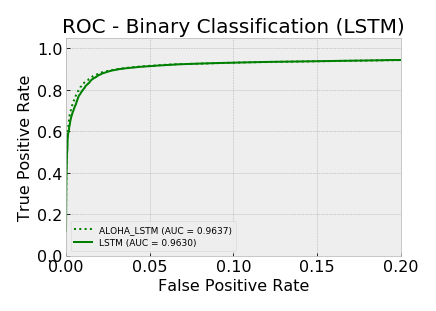 ROC - Binary Classification (LSTM)
True Positive Rate
1.0
0.8
0.6
0.4
0.2
0.0
ALOHA_LSTM (AUC = 0.9637)
LSTM (AUC = 0.9630)
0.00 0.05 0.10 0.15 0.20
False Positive Rate